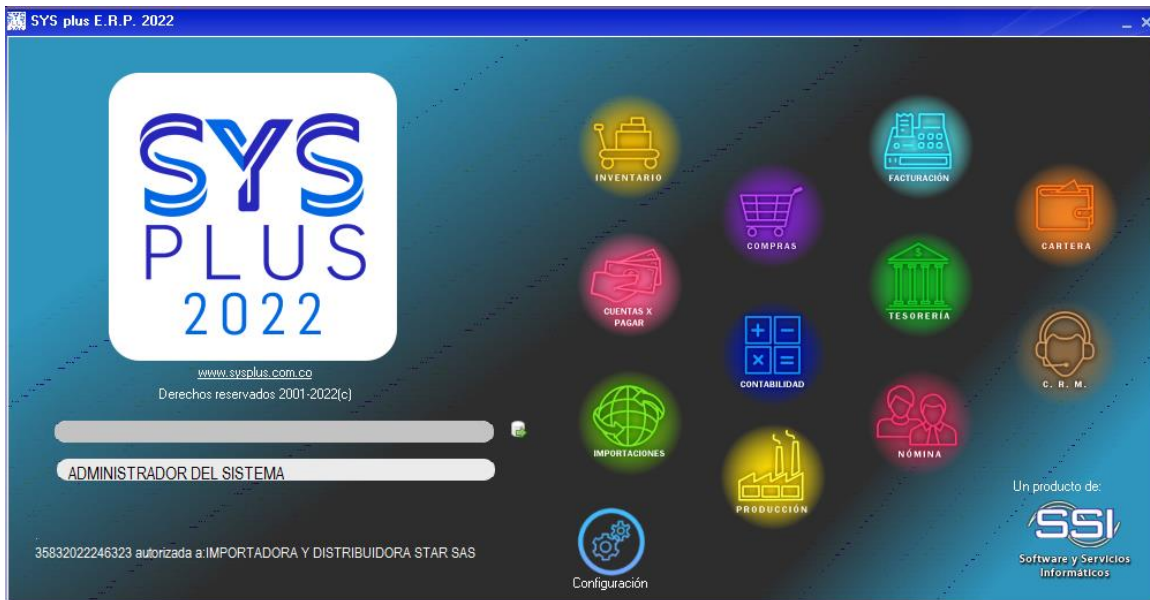 SYS plus E.R.P. 2022
SYS
PLUS
2022
www.sysplus.com.co
Derechos reservados 2001-2022(c)
ADMINISTRADOR DEL SISTEMA
35832022246323 autorizada a:IMPORTADORA Y DISTRIBUIDORA STAR SAS
INVENTARIO
FACTURACIÓN
COMPRAS
CARTERA
CUENTAS X
PAGAR
TESORERÍA
CONTABILIDAD
C. R. M.
IMPORTACIONES
NÓMINA
PRODUCCIÓN
Configuración
Un producto de:
SSI
Software y Servicios
Informáticos